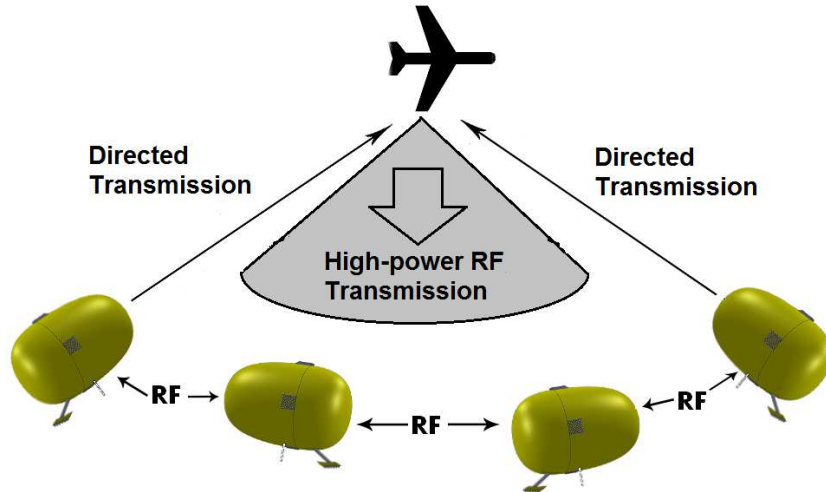 Directed
Transmission
Directed
Transmission
High-power RF
Transmission
RF
RF
RF